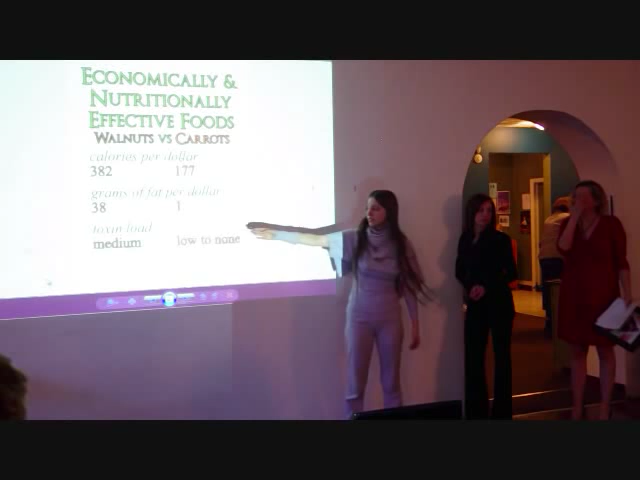 Economically &
Nutritionally
Effective Foods
Walnuts vs Carrots
calories per dollar
382 177
grams of fat per dollar
38 1
toxin load
medium low to none